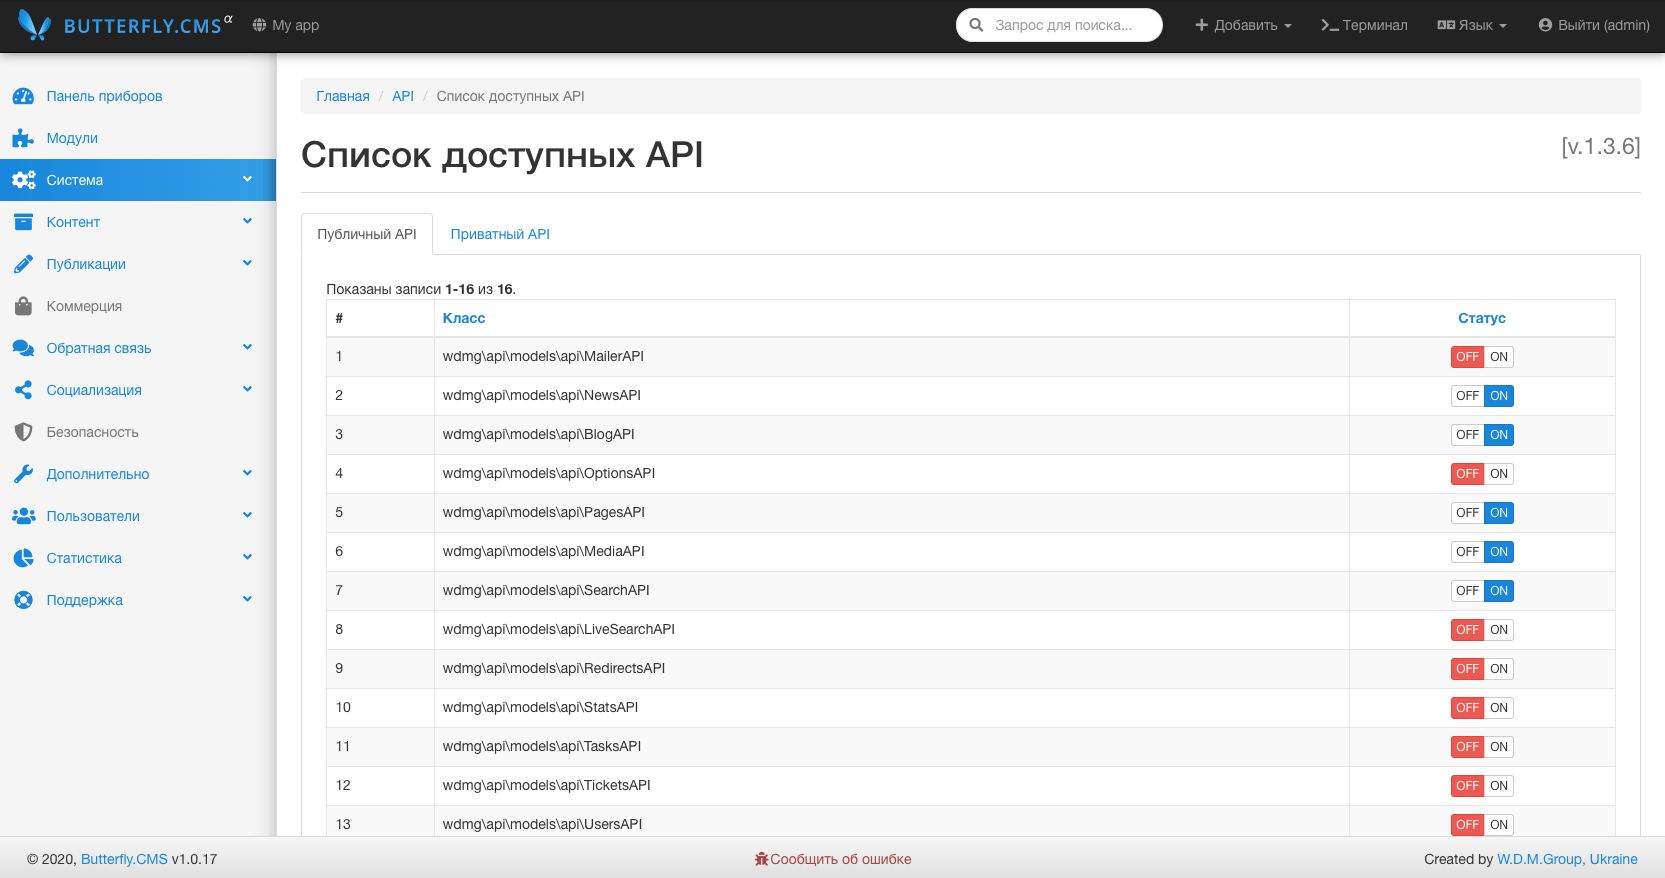 BUTTERFLY.CMS α My app Запрос для поиска... Добавить Терминал Язык Выйти (admin)
Панель приборов
Модули
Система
Контент
Публикации
Коммерция
Обратная связь
Социализация
Безопасность
Дополнительно
Пользователи
Статистика
Поддержка
Главная / API / Список доступных API
Список доступных API [v.1.3.6]
Публичный API Приватный API
Показаны записи 1-16 из 16.
# Класс Статус
1 wdmg\api\models\api\MailerAPI OFF ON
2 wdmg\api\models\api\NewsAPI OFF ON
3 wdmg\api\models\api\BlogAPI OFF ON
4 wdmg\api\models\api\OptionsAPI OFF ON
5 wdmg\api\models\api\PagesAPI OFF ON
6 wdmg\api\models\api\MediaAPI OFF ON
7 wdmg\api\models\api\SearchAPI OFF ON
8 wdmg\api\models\api\LiveSearchAPI OFF ON
9 wdmg\api\models\api\RedirectsAPI OFF ON
10 wdmg\api\models\api\StatsAPI OFF ON
11 wdmg\api\models\api\TasksAPI OFF ON
12 wdmg\api\models\api\TicketsAPI OFF ON
13 wdmg\api\models\api\UsersAPI OFF ON
© 2020, Butterfly.CMS v1.0.17 Сообщить об ошибке Created by W.D.M.Group, Ukraine